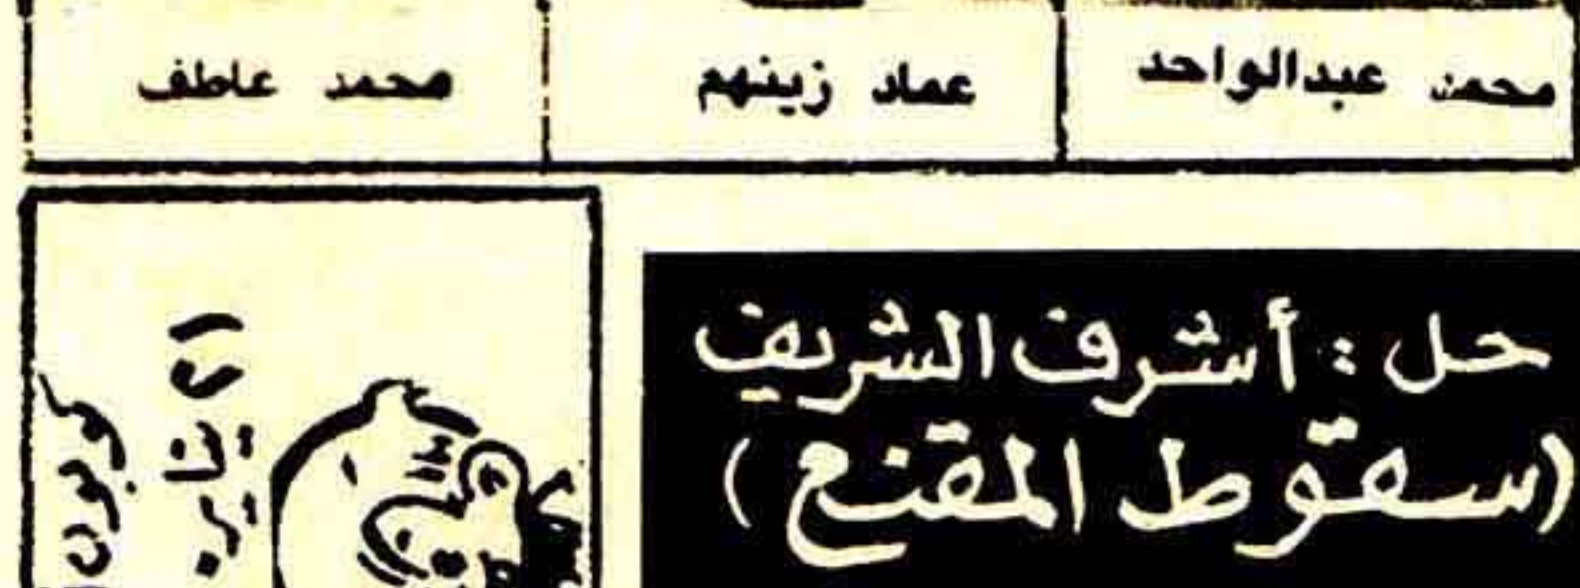 محمد عبدالواحد
عماد زينهم
محمد عاطف
حل : أشرف الشريف
(سقوط المقنع)